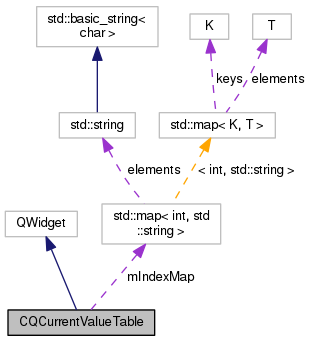 std::basic_string<
char >
K
T
keys
elements
std::string
std::map< K, T >
elements
< int, std::string >
QWidget
std::map< int, std
::string >
mIndexMap
CQCurrentValueTable